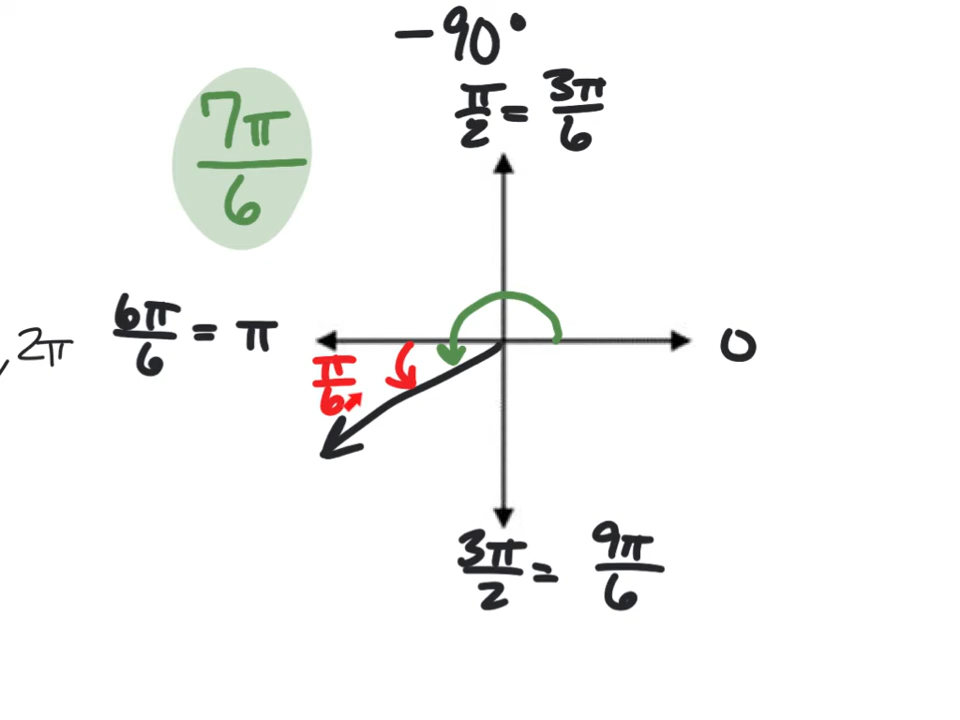 -90°
π/2 = 3π/6
7π/6
6π/6 = π
2π
0
π/6
3π/2 = 9π/6